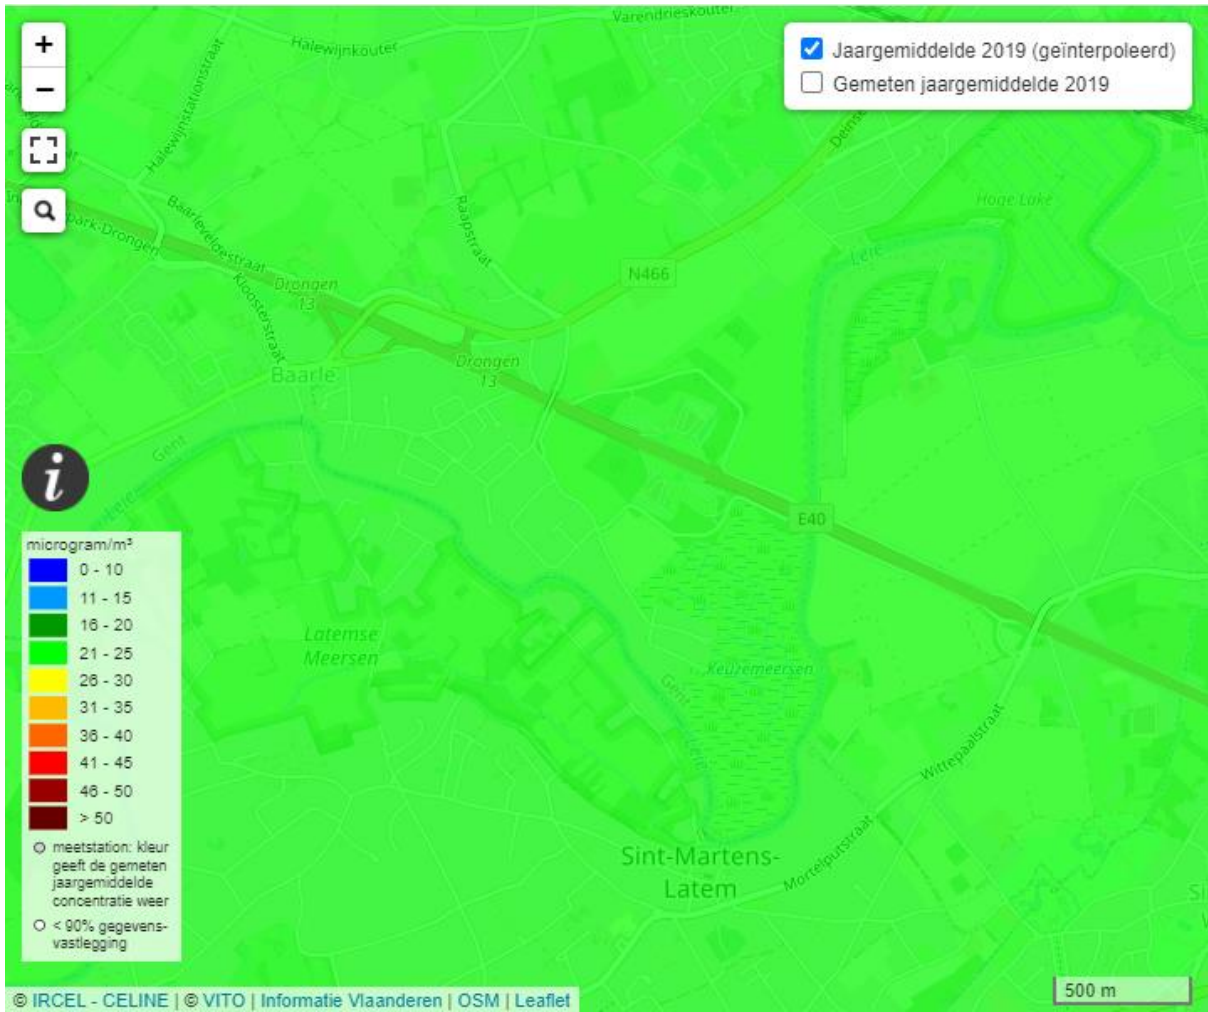 +
−
Jaargemiddelde 2019 (geïnterpoleerd)
Gemeten jaargemiddelde 2019
Varendrieskouter
Halewijnkouter
Halewijnstationstraat
Baarleveldestraat
park-Drongen
Kloosterstraat
Raapstraat
Drongen
13
N466
Hoge Lake
Leie
Drongen
13
Baarle
Gent
Leie
i
E40
Latemse
Meersen
Keuzemeersen
Gent
Wittepaalstraat
Mortelputstraat
Sint-Martens-
Latem
microgram/m³
0 - 10
11 - 15
16 - 20
21 - 25
26 - 30
31 - 35
36 - 40
41 - 45
46 - 50
> 50
meetstation: kleur
geeft de gemeten
jaargemiddelde
concentratie weer
< 90% gegevens-
vastlegging
500 m
© IRCEL - CELINE | © VITO | Informatie Vlaanderen | OSM | Leaflet